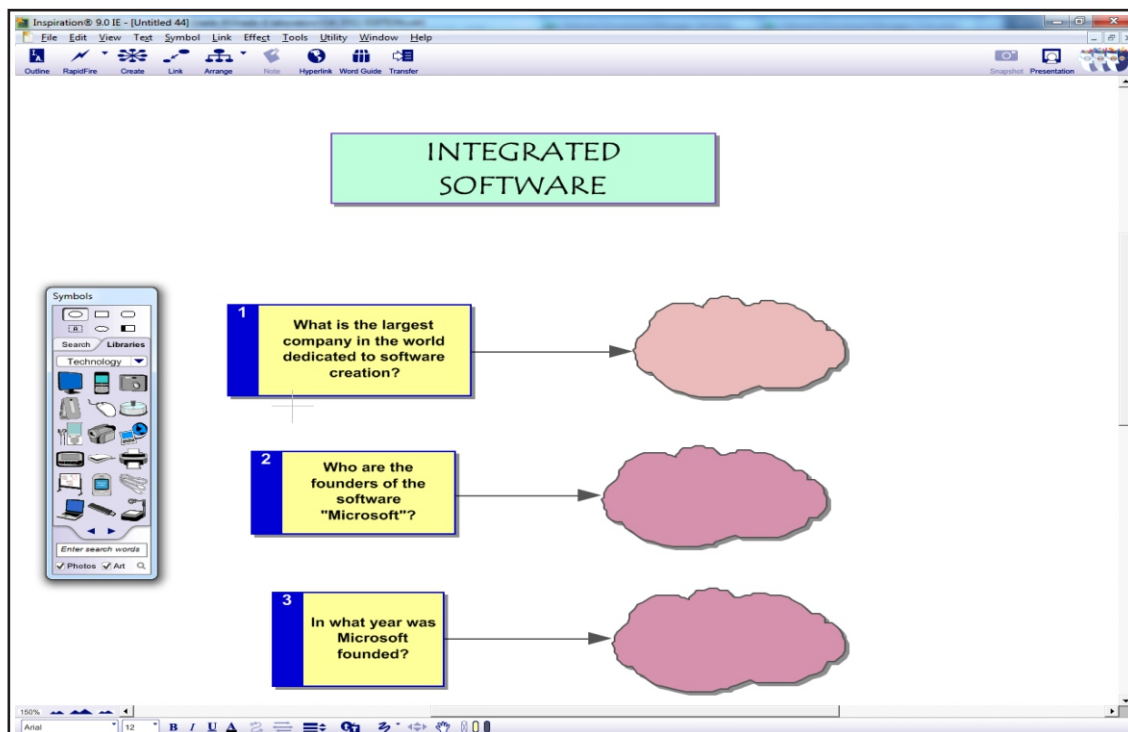 Inspiration® 9.0 IE - [Untitled 44]
File Edit View Text Symbol Link Effect Tools Utility Window Help
Outline RapidFire Create Link Arrange Note Hyperlink Word Guide Transfer Snapshot Presentation
INTEGRATED
SOFTWARE
Symbols
A
Search Libraries
Technology
Enter search words
Photos Art
1
What is the largest
company in the world
dedicated to software
creation?
2
Who are the
founders of the
software
"Microsoft"?
3
In what year was
Microsoft
founded?
150%
Arial 12 B I U A